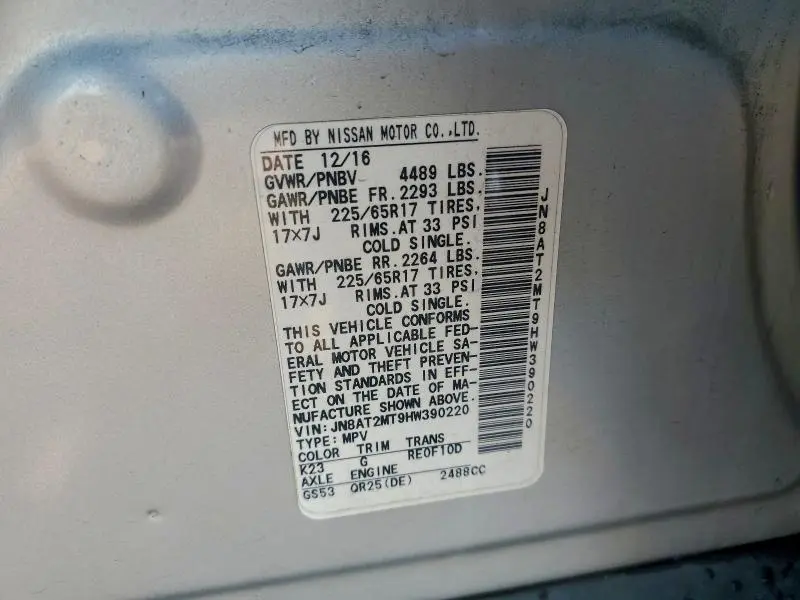 MFD BY NISSAN MOTOR CO.,LTD.
DATE 12/16
GVWR/PNBV 4489 LBS.
GAWR/PNBE FR. 2293 LBS.
WITH 225/65R17 TIRES,
17×7J RIMS.AT 33 PSI
COLD SINGLE.
GAWR/PNBE RR. 2264 LBS.
WITH 225/65R17 TIRES,
17×7J RIMS.AT 33 PSI
COLD SINGLE.
THIS VEHICLE CONFORMS
TO ALL APPLICABLE FED-
ERAL MOTOR VEHICLE SA-
FETY AND THEFT PREVEN-
TION STANDARDS IN EFF-
ECT ON THE DATE OF MA-
NUFACTURE SHOWN ABOVE.
VIN:JN8AT2MT9HW390220
TYPE:MPV
COLOR TRIM TRANS
K23 G RE0F10D
AXLE ENGINE
GS53 QR25(DE) 2488CC
JN8AT2MT9HW390220